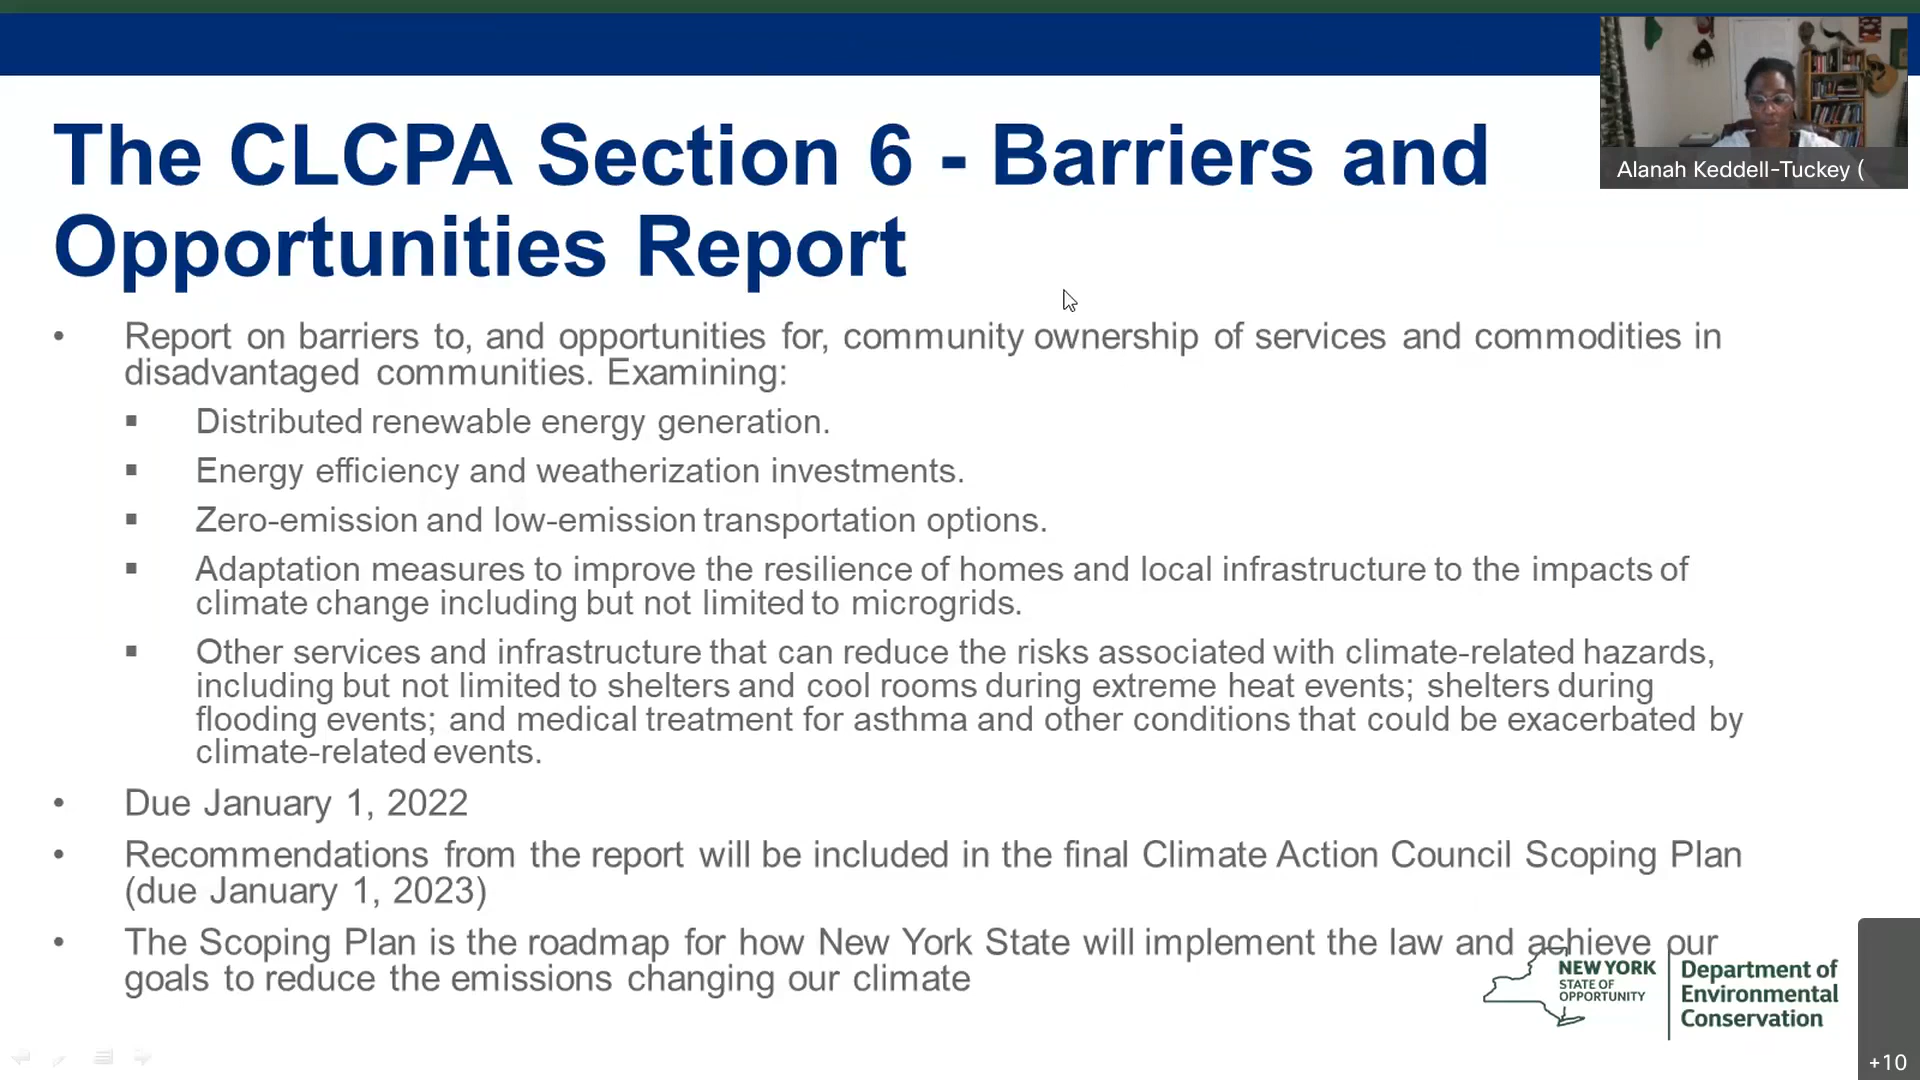 The CLCPA Section 6 - Barriers and
Opportunities Report
Alanah Keddell-Tuckey (
• Report on barriers to, and opportunities for, community ownership of services and commodities in
disadvantaged communities. Examining:
▪ Distributed renewable energy generation.
▪ Energy efficiency and weatherization investments.
▪ Zero-emission and low-emission transportation options.
▪ Adaptation measures to improve the resilience of homes and local infrastructure to the impacts of
climate change including but not limited to microgrids.
▪ Other services and infrastructure that can reduce the risks associated with climate-related hazards,
including but not limited to shelters and cool rooms during extreme heat events; shelters during
flooding events; and medical treatment for asthma and other conditions that could be exacerbated by
climate-related events.
• Due January 1, 2022
• Recommendations from the report will be included in the final Climate Action Council Scoping Plan
(due January 1, 2023)
• The Scoping Plan is the roadmap for how New York State will implement the law and achieve our
goals to reduce the emissions changing our climate
NEW YORK
STATE OF
OPPORTUNITY
Department of
Environmental
Conservation
+10